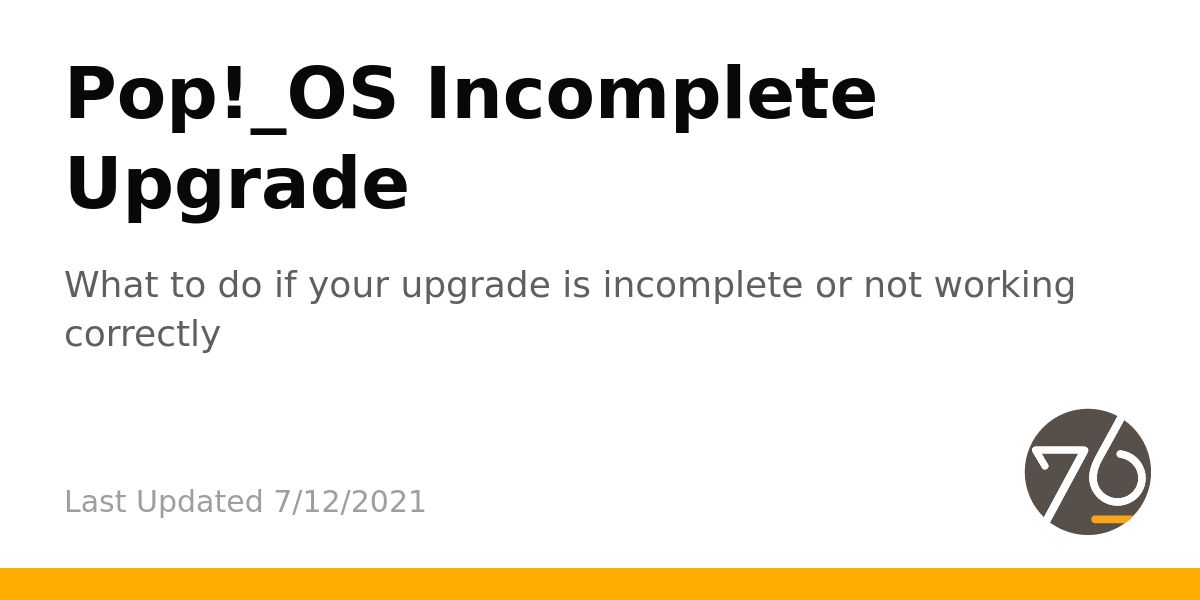 Pop!_OS Incomplete
Upgrade
What to do if your upgrade is incomplete or not working
correctly
Last Updated 7/12/2021
76